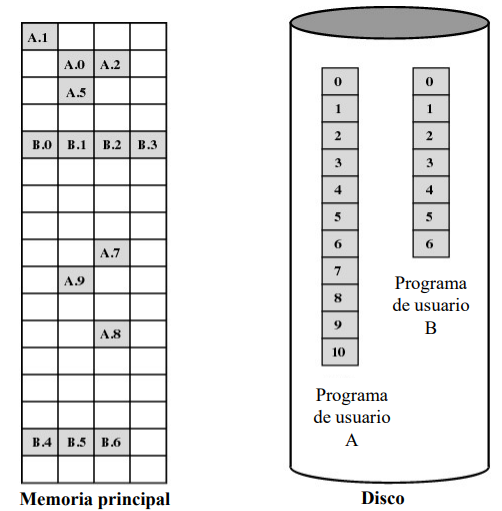 A.1
A.0 A.2
A.5
B.0 B.1 B.2 B.3
A.7
A.9
A.8
B.4 B.5 B.6
Memoria principal
0
1
2
3
4
5
6
7
8
9
10
Programa
de usuario
A
0
1
2
3
4
5
6
Programa
de usuario
B
Disco